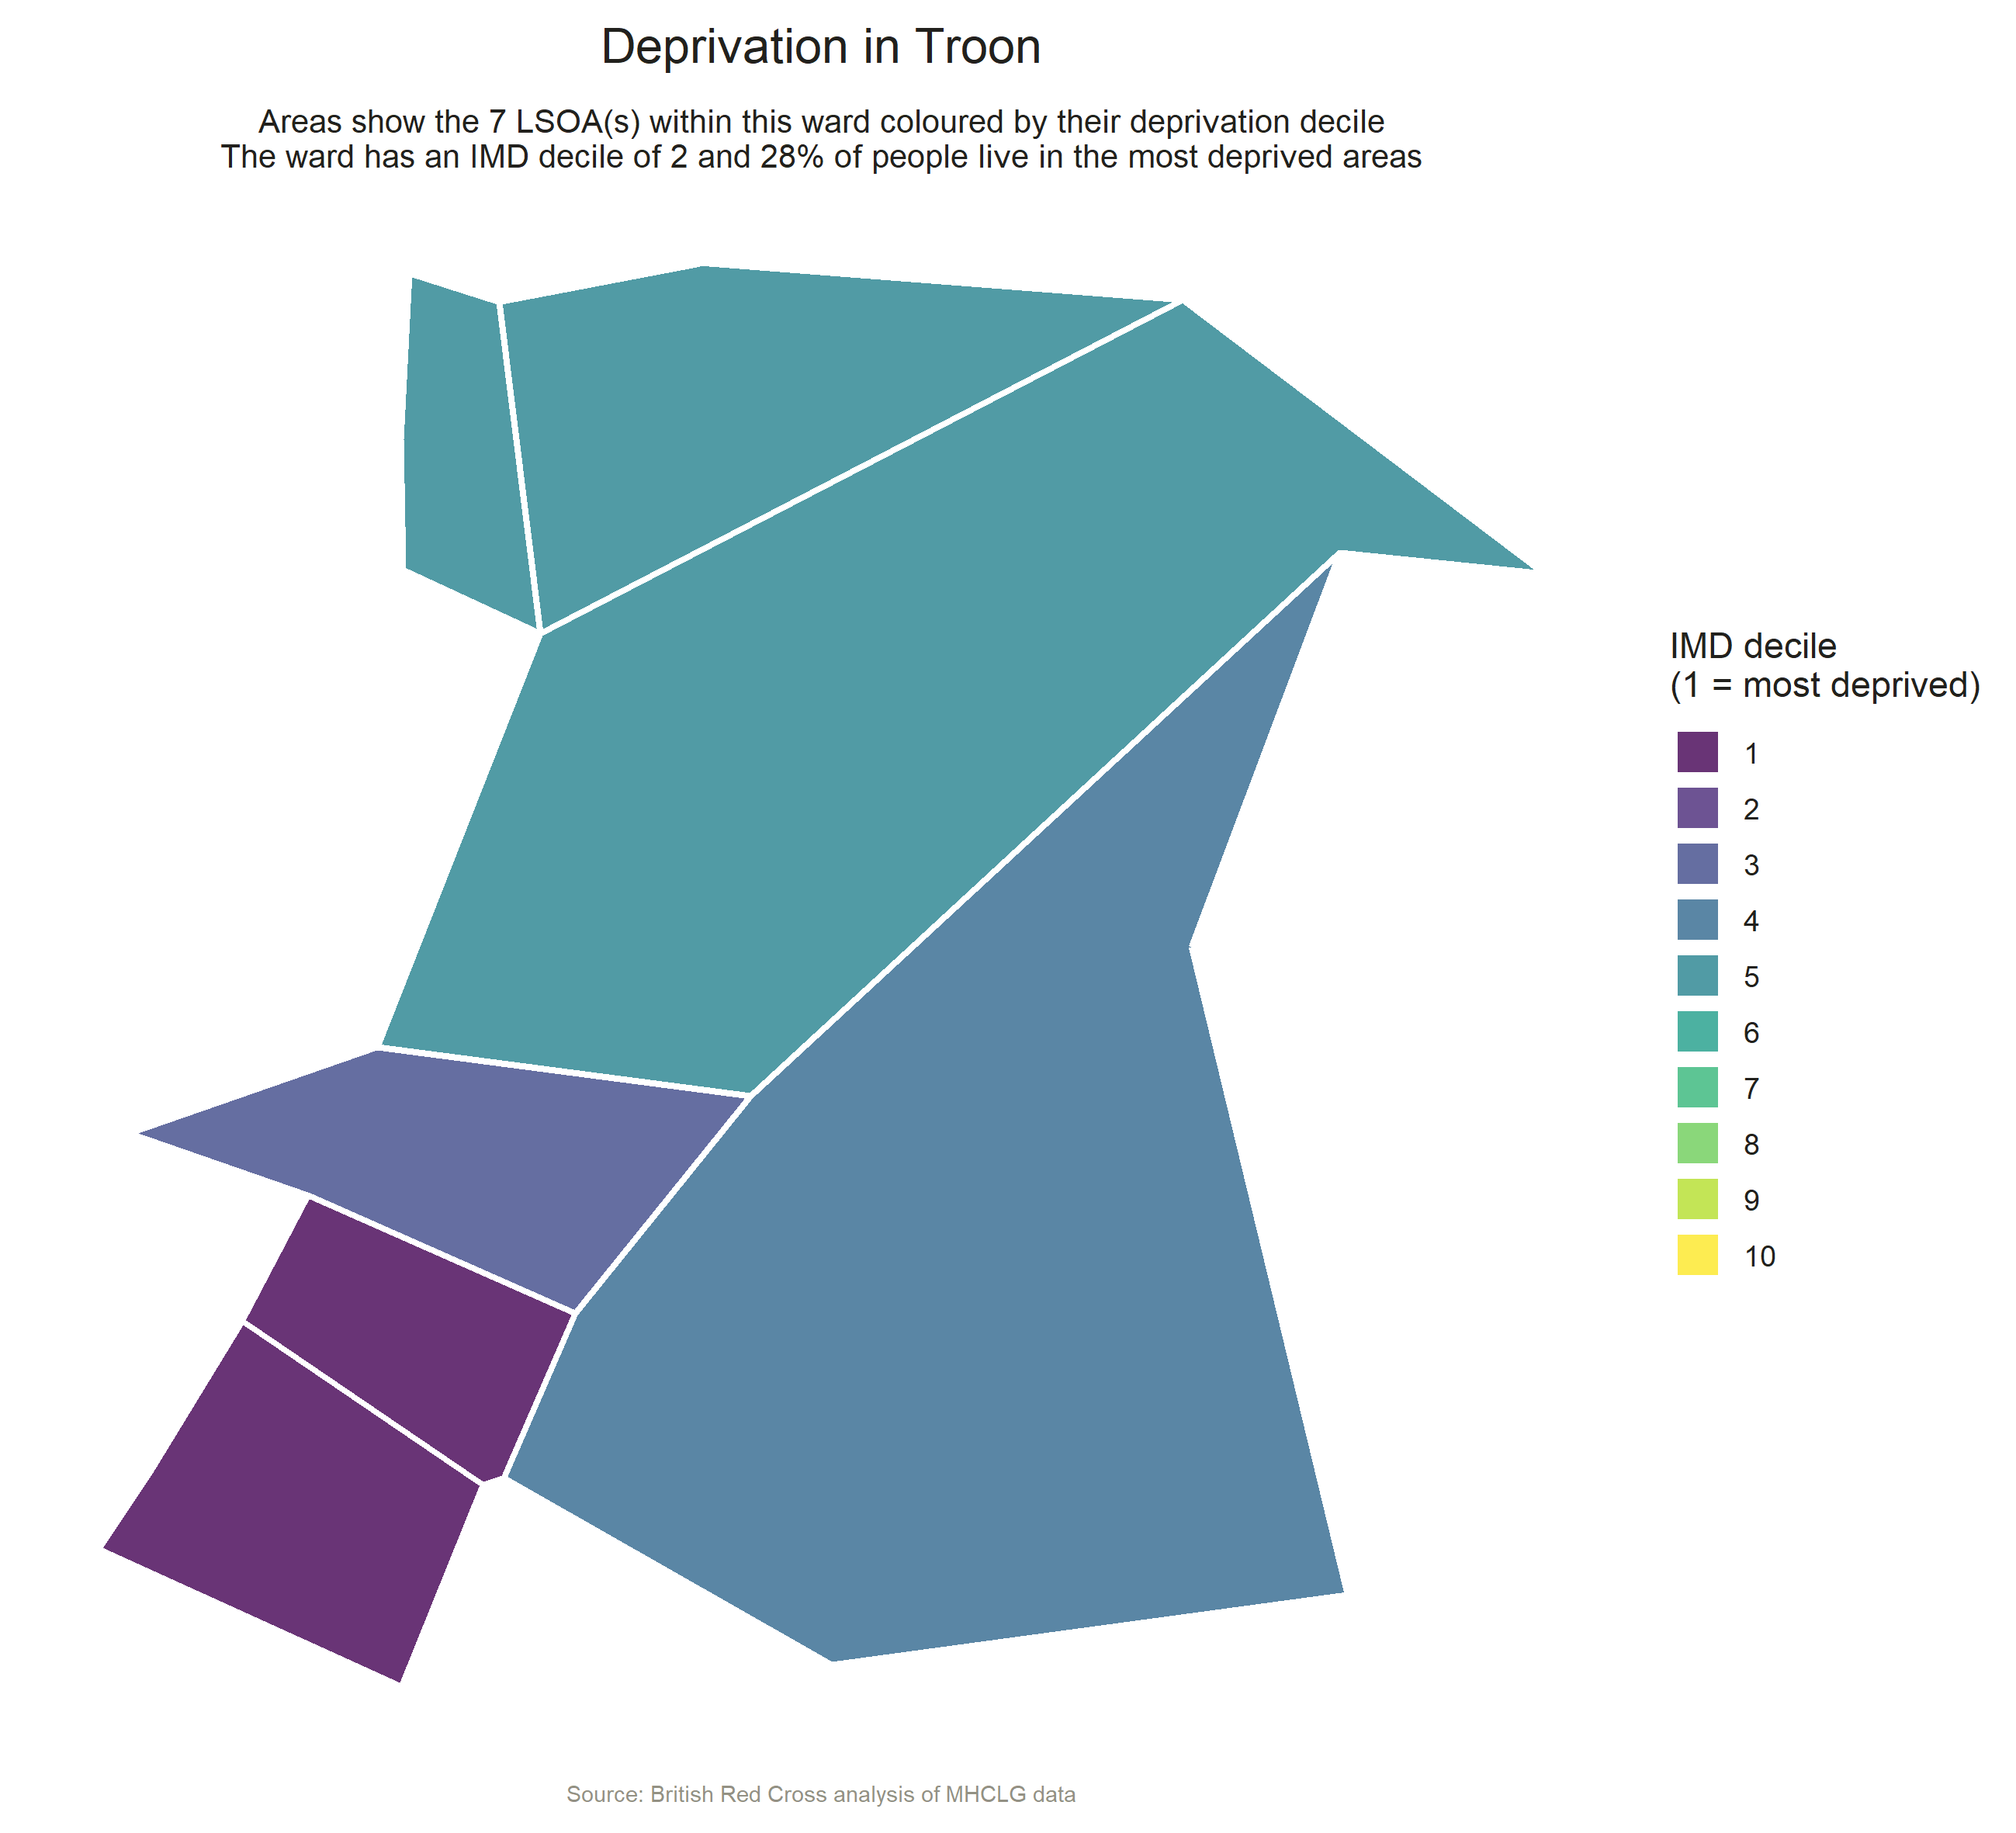 Deprivation in Troon
Areas show the 7 LSOA(s) within this ward coloured by their deprivation decile
The ward has an IMD decile of 2 and 28% of people live in the most deprived areas
IMD decile
(1 = most deprived)
1
2
3
4
5
6
7
8
9
10
Source: British Red Cross analysis of MHCLG data